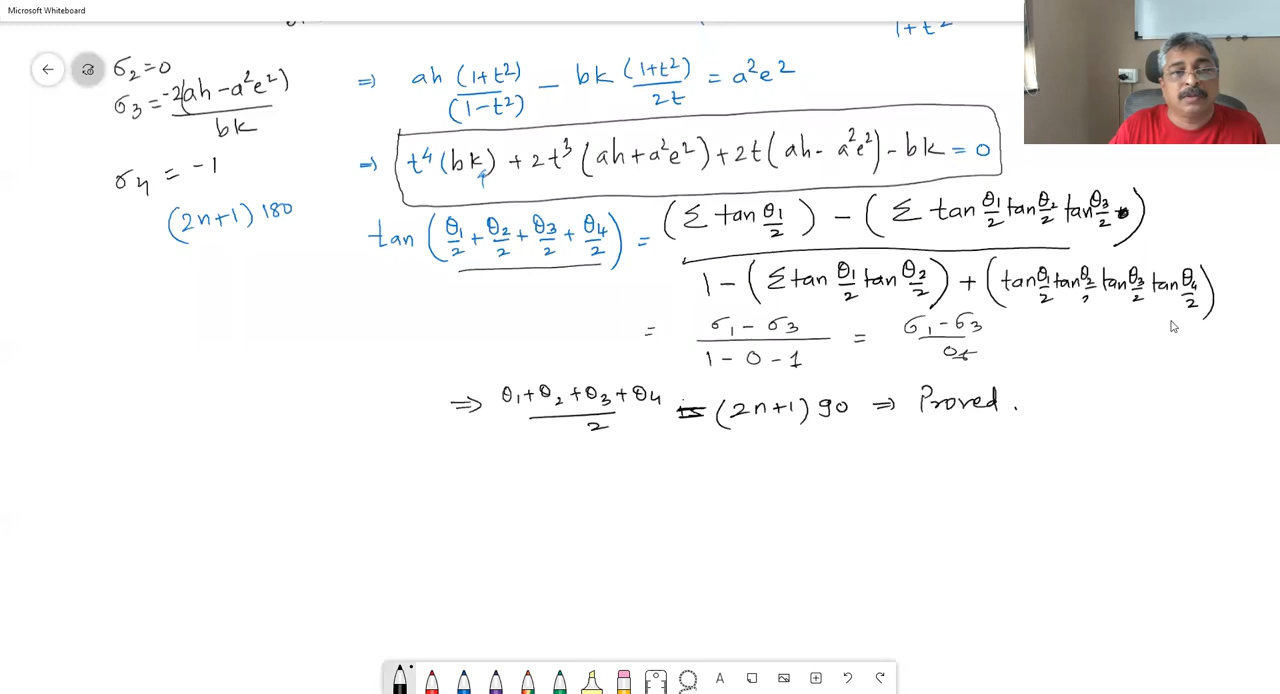 Microsoft Whiteboard
1+t²
σ₂=0
σ₃ = -2(ah-a²e²)/bk
σ₄ = -1
(2n+1) 180
⇒ ah (1+t²)/(1-t²) - bk (1+t²)/2t = a²e²
⇒ t⁴(bk) + 2t³(ah+a²e²) + 2t(ah-a²e²) - bk = 0
tan(θ₁/2 + θ₂/2 + θ₃/2 + θ₄/2) = (Σ tan θ₁/2) - (Σ tan θ₁/2 tan θ₂/2 tan θ₃/2)
1 - (Σ tan θ₁/2 tan θ₂/2) + (tan θ₁/2 tan θ₂/2 tan θ₃/2 tan θ₄/2)
= (σ₁ - σ₃)/(1 - 0 - 1) = (σ₁-σ₃)/0
⇒ (θ₁+θ₂+θ₃+θ₄)/2 = (2n+1) 90 ⇒ Proved.
A